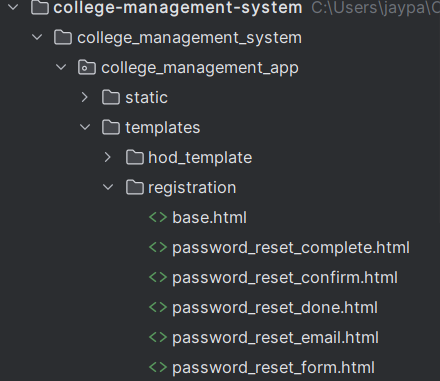 college-management-system C:\Users\jaypa\C
college_management_system
college_management_app
static
templates
hod_template
registration
<> base.html
<> password_reset_complete.html
<> password_reset_confirm.html
<> password_reset_done.html
<> password_reset_email.html
<> password_reset_form.html